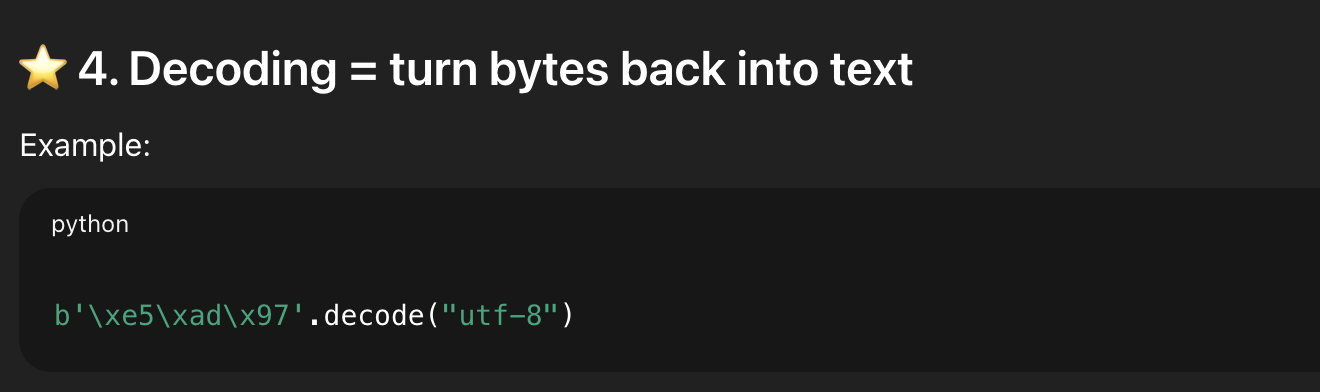 ⭐ 4. Decoding = turn bytes back into text
Example:
python
b'\xe5\xad\x97'.decode("utf-8")